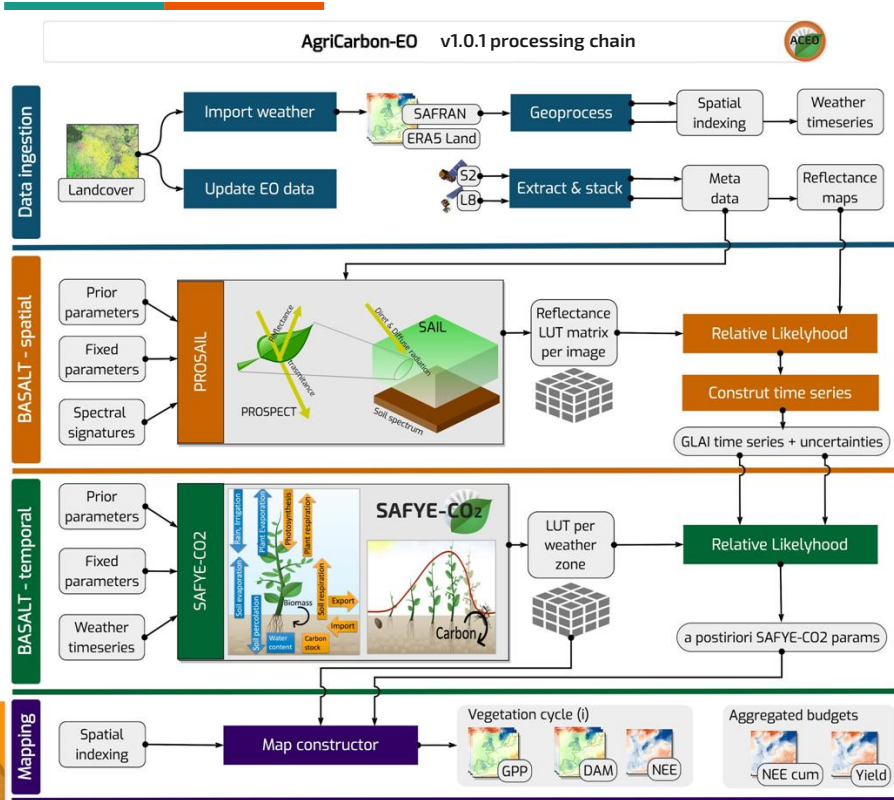 AgriCarbon-EO v1.0.1 processing chain
ACEO
Data ingestion
Landcover
Import weather
Update EO data
SAFRAN
ERA5 Land
Geoprocess
Spatial
indexing
Weather
timeseries
S2
L8
Extract & stack
Meta
data
Reflectance
maps
BASALT - spatial
Prior
parameters
Fixed
parameters
Spectral
signatures
PROSAIL
Reflectance
trasmitance
PROSPECT
Diret & Diffuse radiation
SAIL
Soil spectrum
Reflectance
LUT matrix
per image
Relative Likelyhood
Construt time series
GLAI time series + uncertainties
BASALT - temporal
Prior
parameters
Fixed
parameters
Weather
timeseries
SAFYE-CO2
Rain, Irrigation
Plant Evaporation
Photosynthesis
Plant respiration
Soil evaporation
Soil percolation
Biomass
Soil respiration
Export
Import
Water
content
Carbon
stock
SAFYE-CO2
Carbon
LUT per
weather
zone
Relative Likelyhood
a postiriori SAFYE-CO2 params
Mapping
Spatial
indexing
Map constructor
Vegetation cycle (i)
GPP
DAM
NEE
Aggregated budgets
NEE cum
Yield